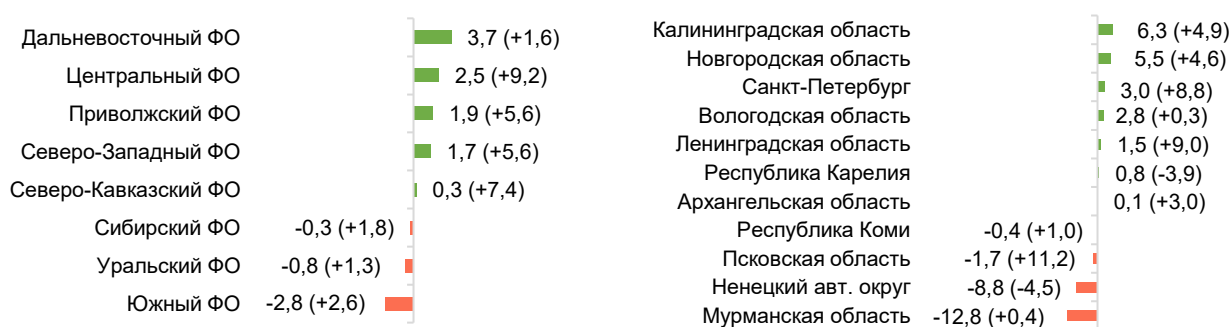 Дальневосточный ФО 3,7 (+1,6)
Центральный ФО 2,5 (+9,2)
Приволжский ФО 1,9 (+5,6)
Северо-Западный ФО 1,7 (+5,6)
Северо-Кавказский ФО 0,3 (+7,4)
Сибирский ФО -0,3 (+1,8)
Уральский ФО -0,8 (+1,3)
Южный ФО -2,8 (+2,6)
Калининградская область 6,3 (+4,9)
Новгородская область 5,5 (+4,6)
Санкт-Петербург 3,0 (+8,8)
Вологодская область 2,8 (+0,3)
Ленинградская область 1,5 (+9,0)
Республика Карелия 0,8 (-3,9)
Архангельская область 0,1 (+3,0)
Республика Коми -0,4 (+1,0)
Псковская область -1,7 (+11,2)
Ненецкий авт. округ -8,8 (-4,5)
Мурманская область -12,8 (+0,4)